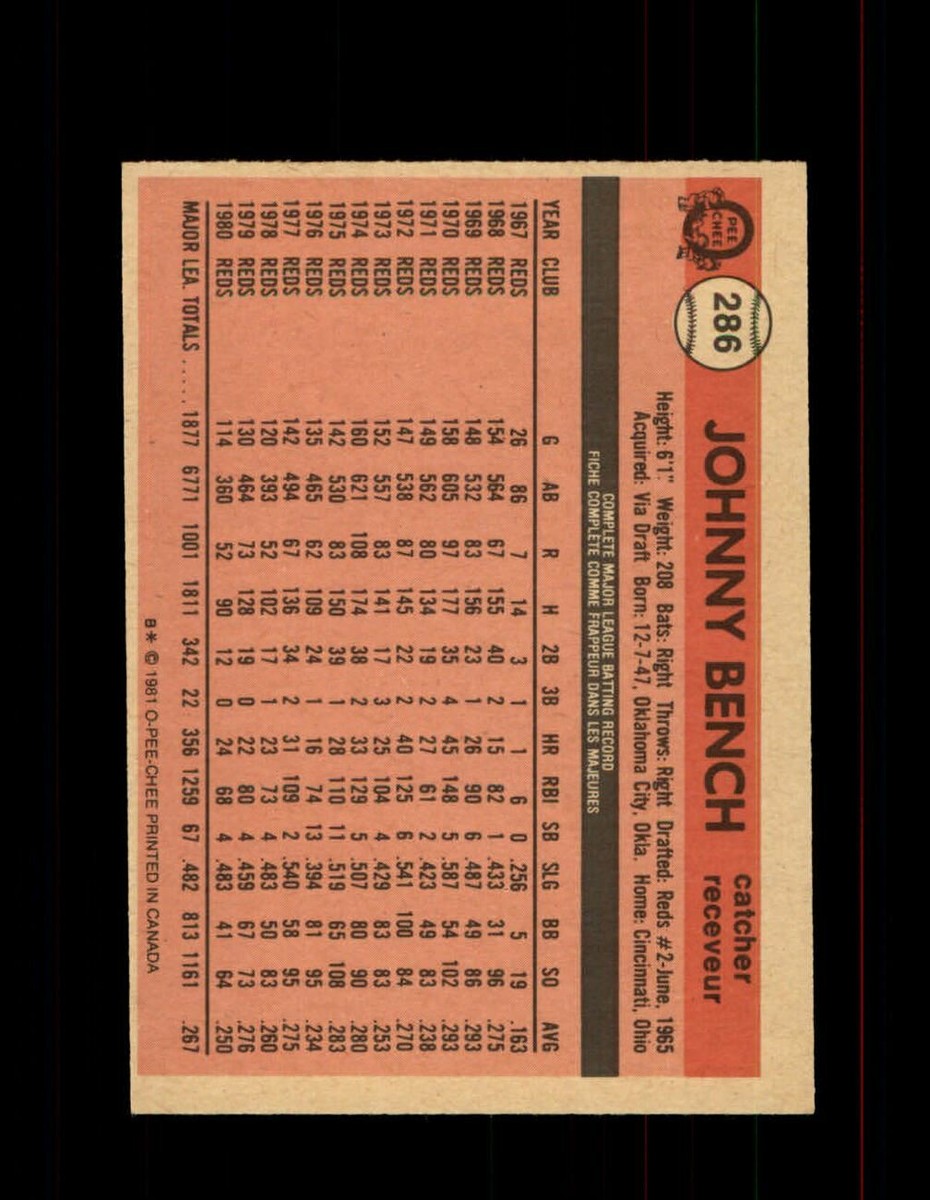 O PEE CHEE
286
JOHNNY BENCH
catcher
receveur
Height: 6'1" Weight: 208 Bats: Right Throws: Right Drafted: Reds #2-June, 1965
Acquired: Via Draft Born: 12-7-47, Oklahoma City, Okla. Home: Cincinnati, Ohio
COMPLETE MAJOR LEAGUE BATTING RECORD
FICHE COMPLÈTE COMME FRAPPEUR DANS LES MAJEURES
YEAR CLUB G AB R H 2B 3B HR RBI SB SLG BB SO AVG
1967 REDS 26 86 7 14 3 1 1 6 0 .256 5 19 .163
1968 REDS 154 564 67 155 40 2 15 82 1 .433 31 96 .275
1969 REDS 148 532 83 156 23 1 26 90 6 .487 49 86 .293
1970 REDS 158 605 97 177 35 4 45 148 5 .587 54 102 .293
1971 REDS 149 562 80 134 19 2 27 61 2 .423 49 83 .238
1972 REDS 147 538 87 145 22 2 40 125 6 .541 100 84 .270
1973 REDS 152 557 83 141 17 3 25 104 4 .429 83 83 .253
1974 REDS 160 621 108 174 38 2 33 129 5 .507 80 90 .280
1975 REDS 142 530 83 150 39 1 28 110 11 .519 65 108 .283
1976 REDS 135 465 62 109 24 1 16 74 13 .394 81 95 .234
1977 REDS 142 494 67 136 34 2 31 109 2 .540 58 95 .275
1978 REDS 120 393 52 102 17 1 23 73 4 .483 50 83 .260
1979 REDS 130 464 73 128 19 0 22 80 4 .459 67 73 .276
1980 REDS 114 360 52 90 12 0 24 68 4 .483 41 64 .250
MAJOR LEA. TOTALS ..... 1877 6771 1001 1811 342 22 356 1259 67 .482 813 1161 .267
B* © 1981 O-PEE-CHEE PRINTED IN CANADA